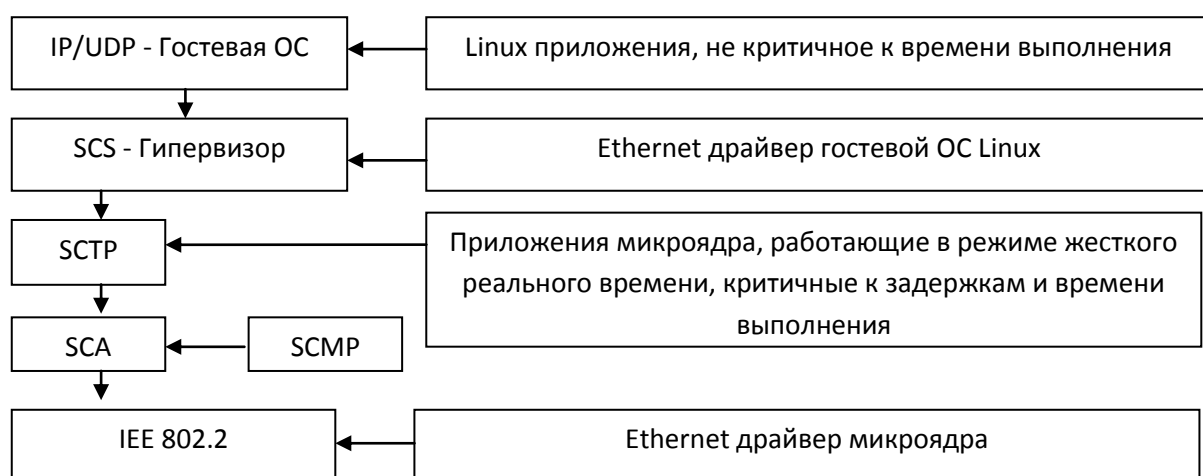 IP/UDP - Гостевая ОС
Linux приложения, не критичное к времени выполнения
SCS - Гипервизор
Ethernet драйвер гостевой ОС Linux
SCTP
Приложения микроядра, работающие в режиме жесткого
реального времени, критичные к задержкам и времени
выполнения
SCA
SCMP
IEE 802.2
Ethernet драйвер микроядра